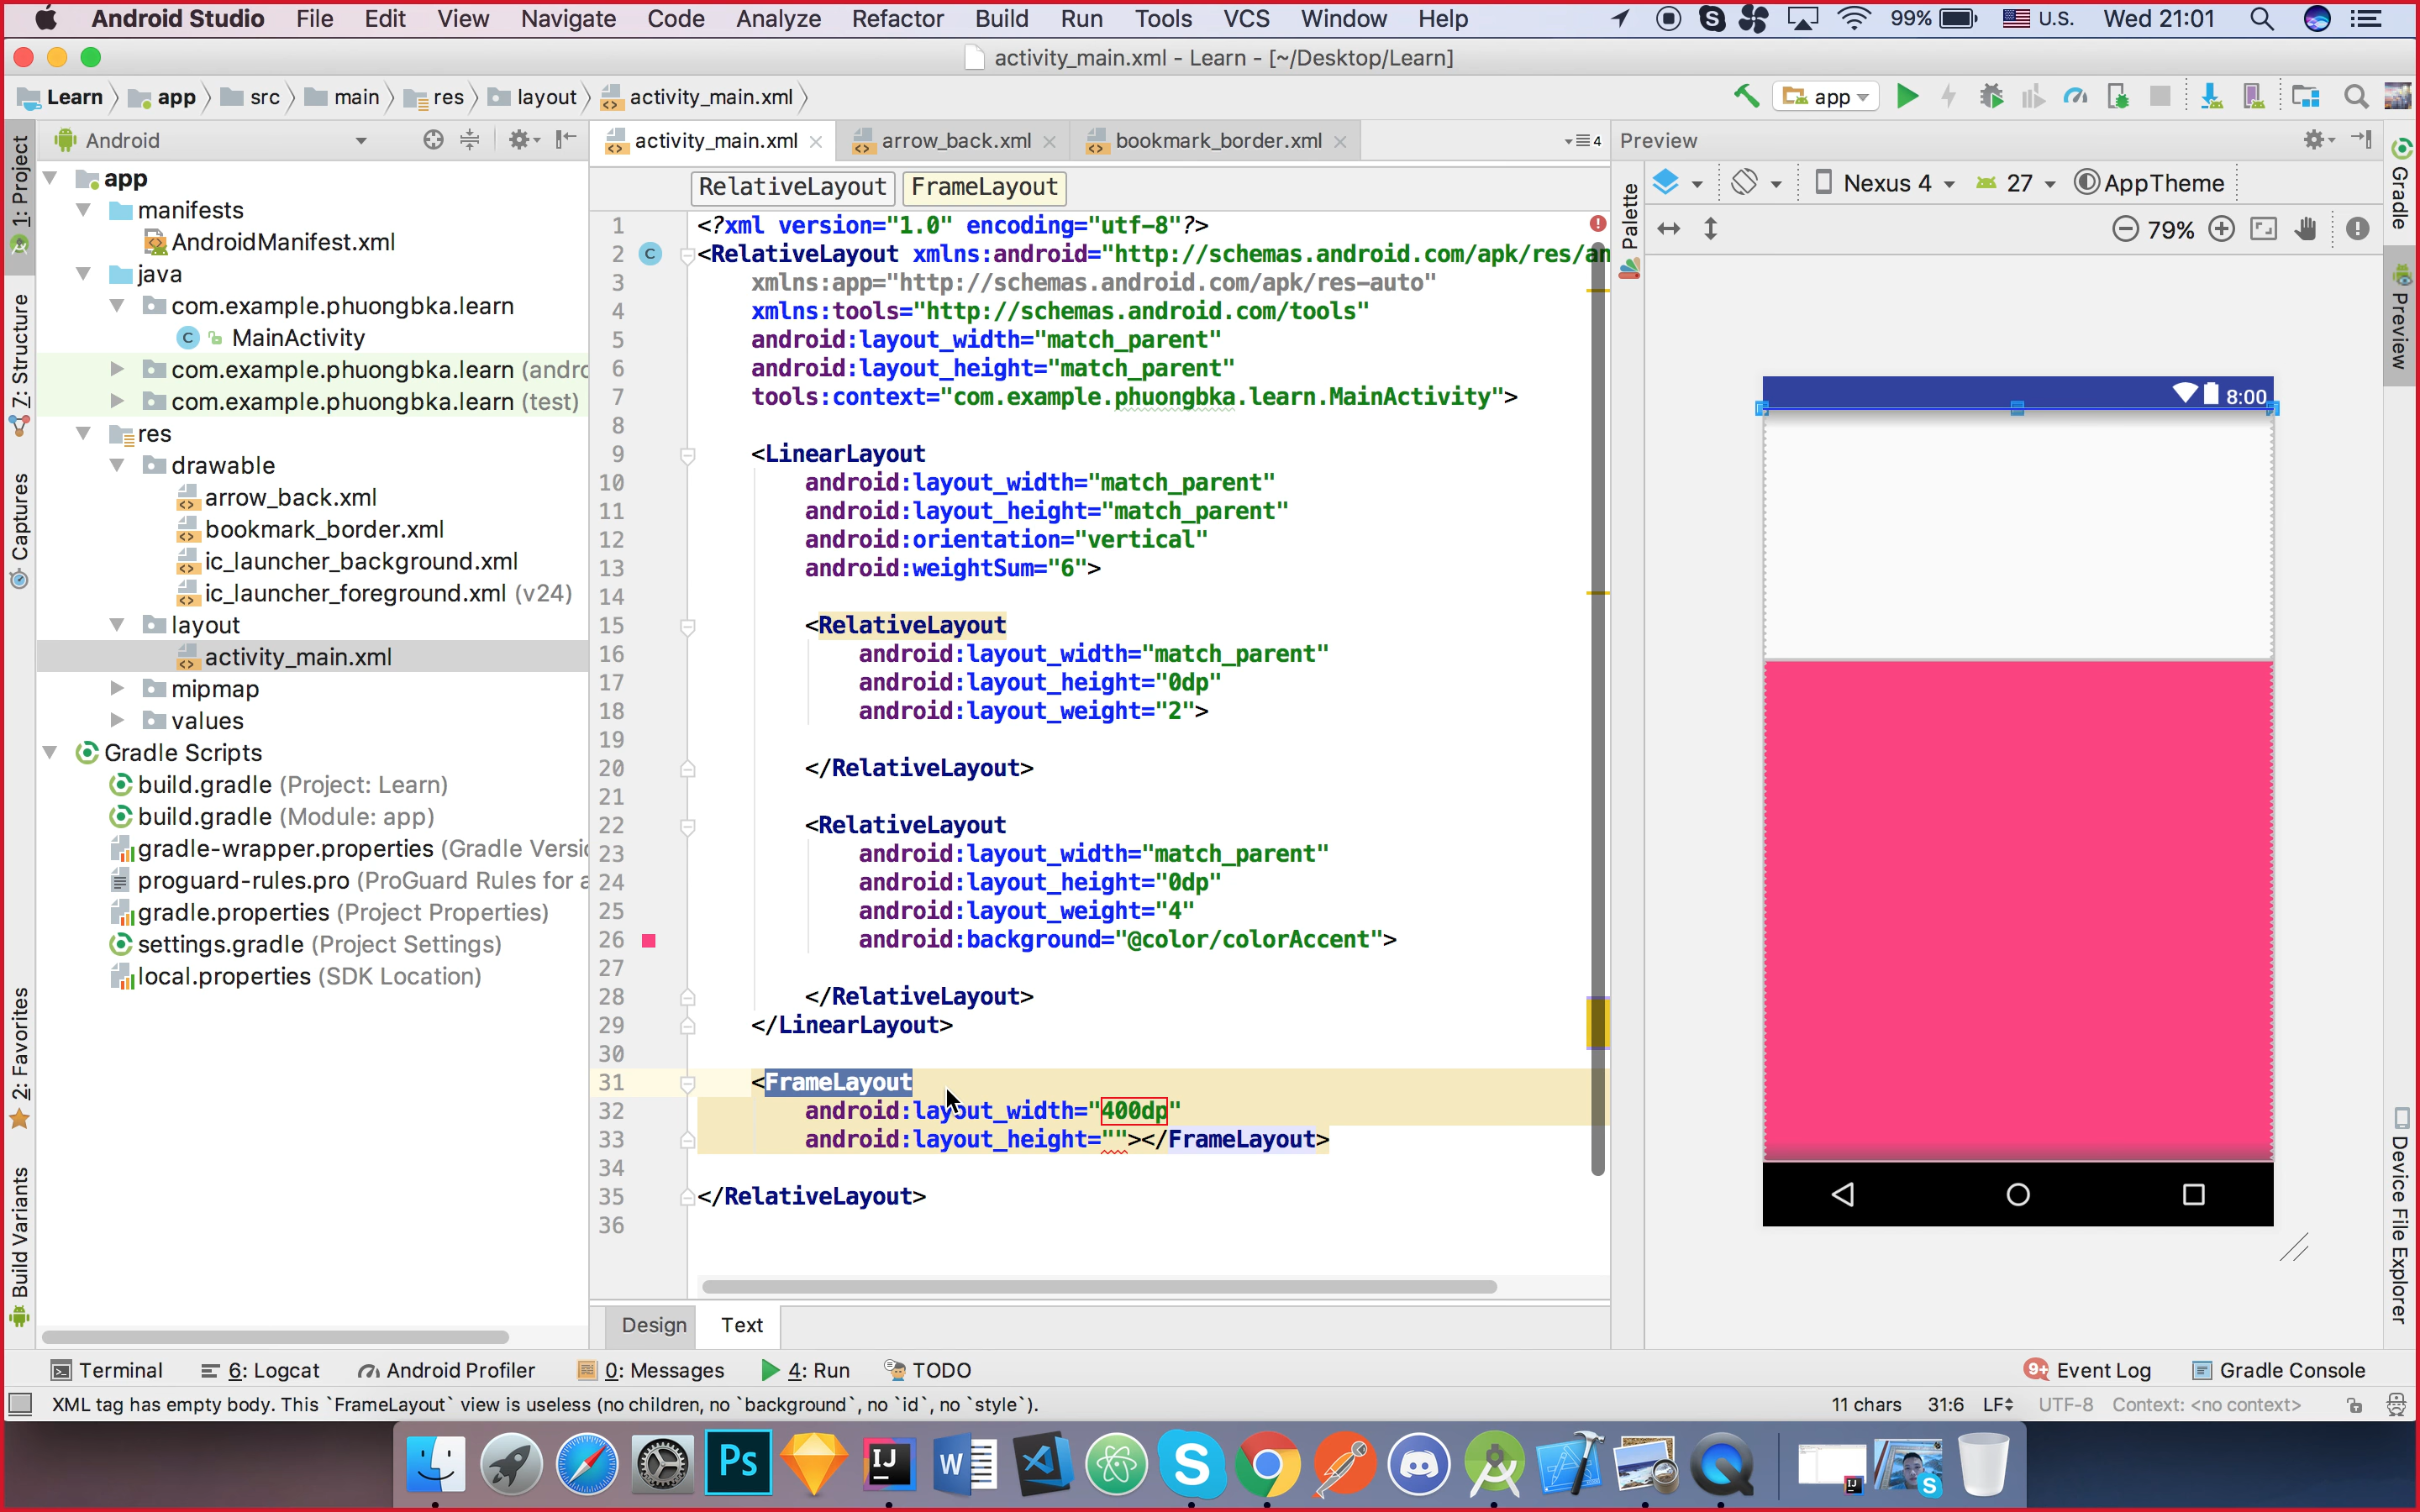 Android Studio File Edit View Navigate Code Analyze Refactor Build Run Tools VCS Window Help 99% U.S. Wed 21:01
activity_main.xml - Learn - [~/Desktop/Learn]
Learn app src main res layout activity_main.xml app
Android activity_main.xml arrow_back.xml bookmark_border.xml 4 Preview
RelativeLayout FrameLayout
Nexus 4 27 AppTheme
79%
1: Project
7: Structure
Captures
2: Favorites
Build Variants
app
manifests
AndroidManifest.xml
java
com.example.phuongbka.learn
MainActivity
com.example.phuongbka.learn (andro
com.example.phuongbka.learn (test)
res
drawable
arrow_back.xml
bookmark_border.xml
ic_launcher_background.xml
ic_launcher_foreground.xml (v24)
layout
activity_main.xml
mipmap
values
Gradle Scripts
build.gradle (Project: Learn)
build.gradle (Module: app)
gradle-wrapper.properties (Gradle Versi
proguard-rules.pro (ProGuard Rules for a
gradle.properties (Project Properties)
settings.gradle (Project Settings)
local.properties (SDK Location)
1 <?xml version="1.0" encoding="utf-8"?>
2 <RelativeLayout xmlns:android="http://schemas.android.com/apk/res/an
3 xmlns:app="http://schemas.android.com/apk/res-auto"
4 xmlns:tools="http://schemas.android.com/tools"
5 android:layout_width="match_parent"
6 android:layout_height="match_parent"
7 tools:context="com.example.phuongbka.learn.MainActivity">
8
9 <LinearLayout
10 android:layout_width="match_parent"
11 android:layout_height="match_parent"
12 android:orientation="vertical"
13 android:weightSum="6">
14
15 <RelativeLayout
16 android:layout_width="match_parent"
17 android:layout_height="0dp"
18 android:layout_weight="2">
19
20 </RelativeLayout>
21
22 <RelativeLayout
23 android:layout_width="match_parent"
24 android:layout_height="0dp"
25 android:layout_weight="4"
26 android:background="@color/colorAccent">
27
28 </RelativeLayout>
29 </LinearLayout>
30
31 <FrameLayout
32 android:layout_width="400dp"
33 android:layout_height=""></FrameLayout>
34
35 </RelativeLayout>
36
Design Text
Palette
8:00
Gradle
Preview
Device File Explorer
Terminal 6: Logcat Android Profiler 0: Messages 4: Run TODO 9+ Event Log Gradle Console
XML tag has empty body. This `FrameLayout` view is useless (no children, no `background`, no `id`, no `style`). 11 chars 31:6 LF UTF-8 Context: <no context>
Ps IJ W S